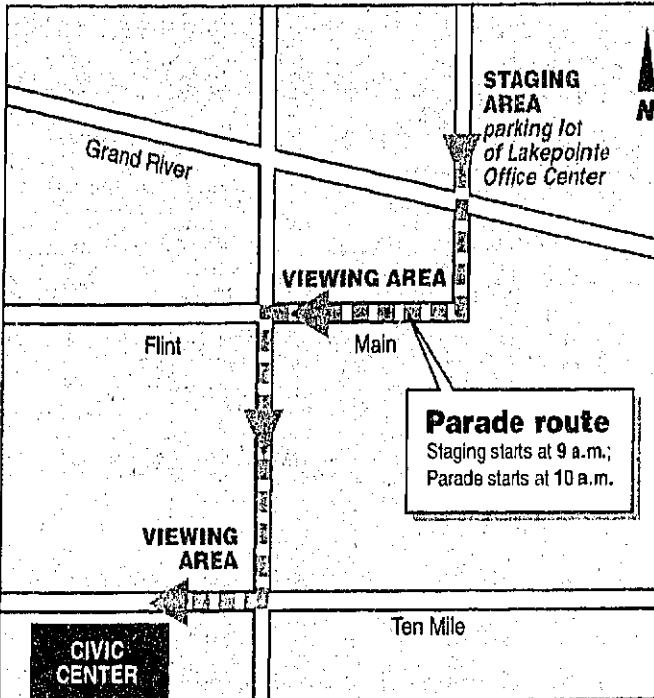 STAGING
AREA
parking lot
of Lakepointe
Office Center
N
Grand River
VIEWING AREA
Flint
Main
Parade route
Staging starts at 9 a.m.;
Parade starts at 10 a.m.
VIEWING
AREA
Ten Mile
CIVIC
CENTER